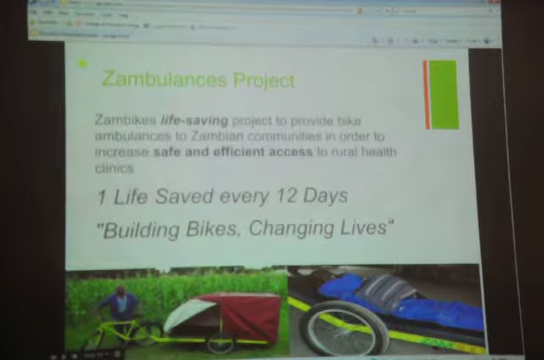 Zambulances Project
Zambikes life-saving project to provide bike
ambulances to Zambian communities in order to
increase safe and efficient access to rural health
clinics
1 Life Saved every 12 Days
"Building Bikes, Changing Lives"